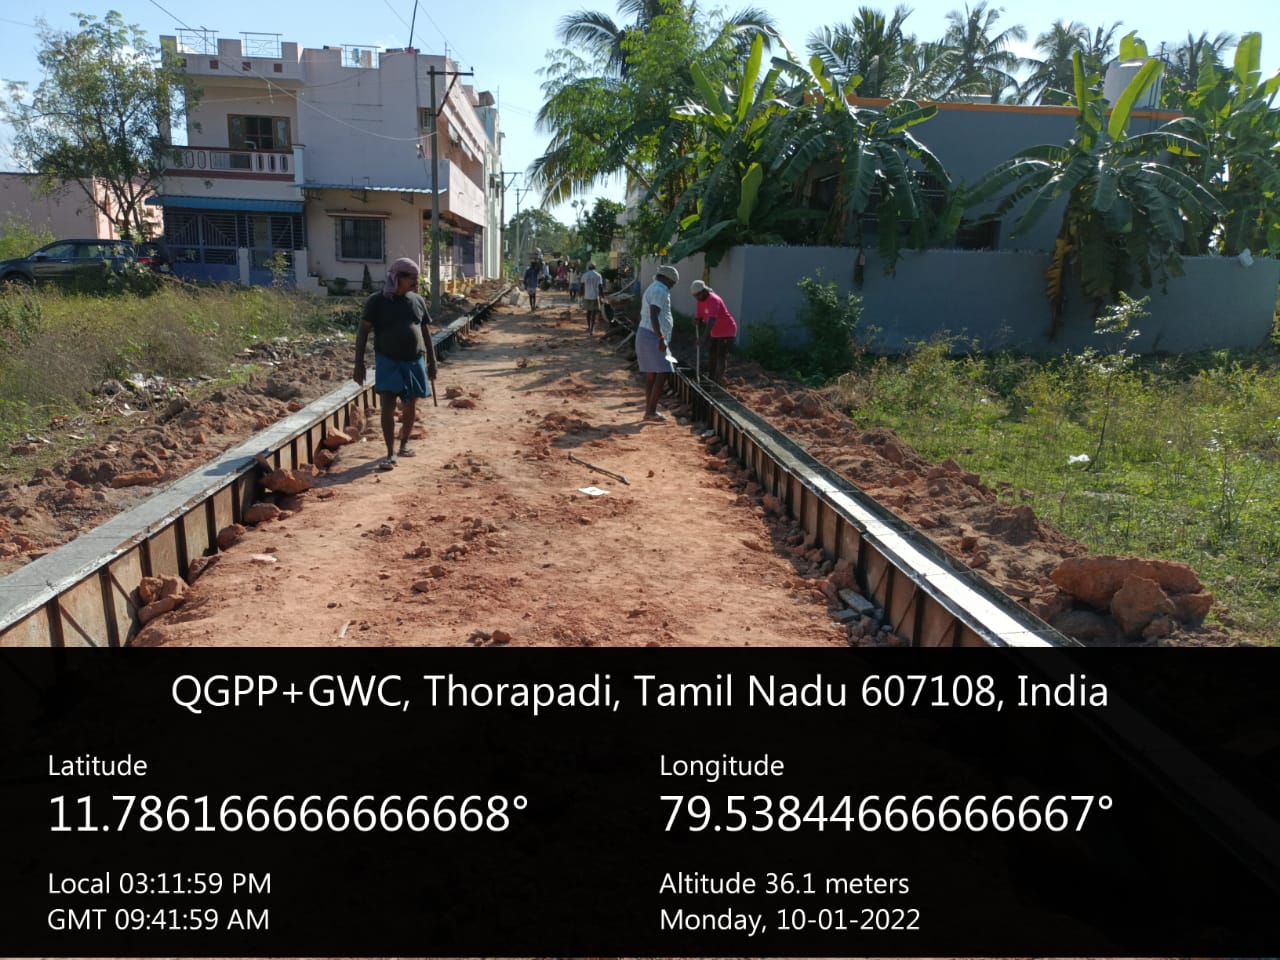 QGPP+GWC, Thorapadi, Tamil Nadu 607108, India
Latitude
11.786166666666668°
Longitude
79.53844666666667°
Local 03:11:59 PM
GMT 09:41:59 AM
Altitude 36.1 meters
Monday, 10-01-2022